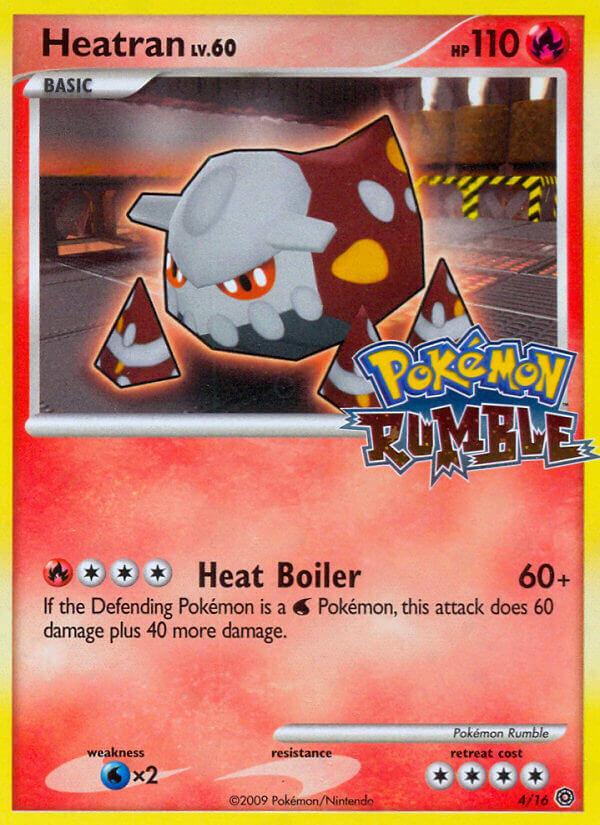 Heatran LV.60
HP 110
BASIC
POKéMON
RUMBLE
Heat Boiler 60+
If the Defending Pokémon is a Pokémon, this attack does 60
damage plus 40 more damage.
Pokémon Rumble
weakness resistance retreat cost
×2
©2009 Pokémon/Nintendo 4/16